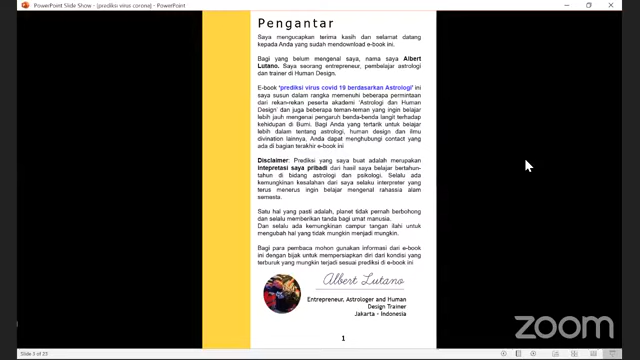 PowerPoint Slide Show - [prediksi virus corona] - PowerPoint
Pengantar
Saya mengucapkan terima kasih dan selamat datang
kepada Anda yang sudah mendownload e-book ini.
Bagi yang belum mengenal saya, nama saya Albert
Lutano. Saya seorang entrepreneur, pembelajar astrologi
dan trainer di Human Design.
E-book 'prediksi virus covid 19 berdasarkan Astrologi' ini
saya susun dalam rangka memenuhi beberapa permintaan
dari rekan-rekan peserta akademi 'Astrologi dan Human
Design' dan juga beberapa teman-teman yang ingin belajar
lebih jauh mengenai pengaruh benda-benda langit terhadap
kehidupan di Bumi. Bagi Anda yang tertarik untuk belajar
lebih dalam tentang astrologi, human design dan ilmu
divination lainnya. Anda dapat menghubungi contact yang
ada di bagian terakhir e-book ini
Disclaimer: Prediksi yang saya buat adalah merupakan
intepretasi saya pribadi dari hasil saya belajar bertahun-
tahun di bidang astrologi dan psikologi. Selalu ada
kemungkinan kesalahan dari saya selaku interpreter yang
terus menerus ingin belajar mengenai rahassia alam
semesta.
Satu hal yang pasti adalah, planet tidak pernah berbohong
dan selalu memberikan tanda bagi umat manusia.
Dan selalu ada kemungkinan campur tangan ilahi untuk
mengubah hal yang tidak mungkin menjadi mungkin.
Bagi para pembaca mohon gunakan informasi dari e-book
ini dengan bijak untuk mempersiapkan diri dari kondisi yang
terburuk yang mungkin terjadi sesuai prediksi di e-book ini
Albert Lutano
Entrepreneur, Astrologer and Human
Design Trainer
Jakarta - Indonesia
1
zoom
Slide 3 of 23